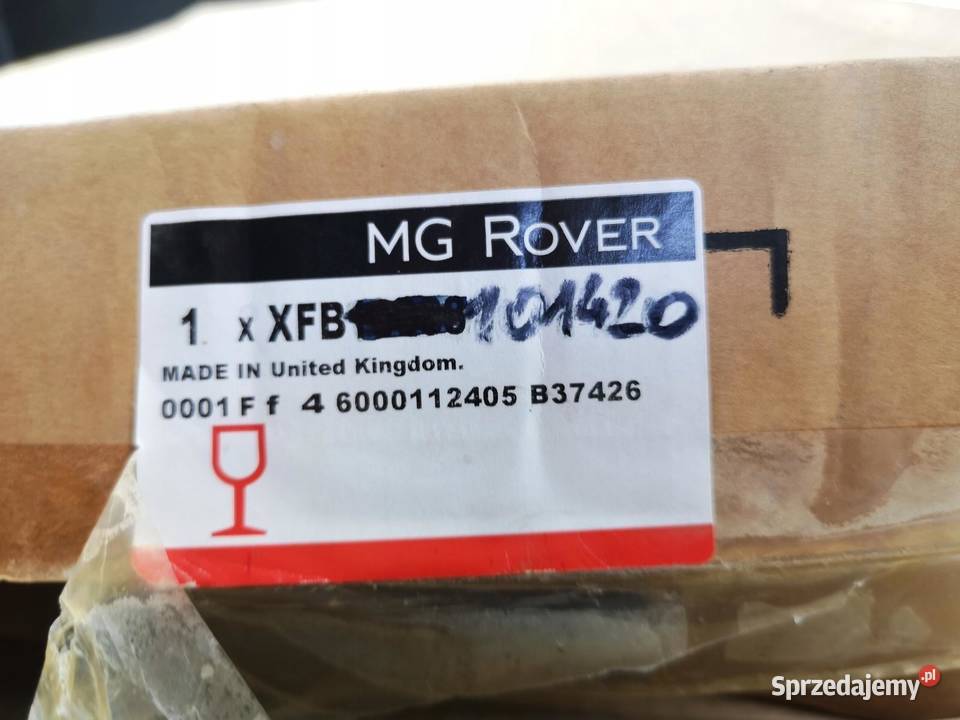 MG ROVER
1 x XFB 101420
MADE IN United Kingdom.
0001 F f 4 6000112405 B37426
Sprzedajemy.pl